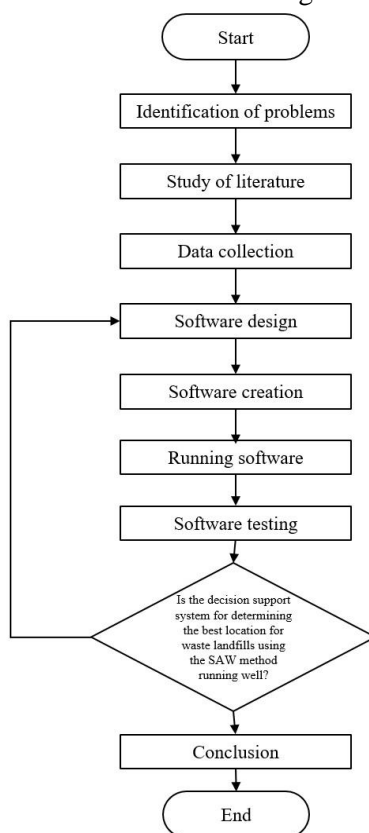 Start
Identification of problems
Study of literature
Data collection
Software design
Software creation
Running software
Software testing
Is the decision support
system for determining
the best location for
waste landfills using
the SAW method
running well?
Conclusion
End